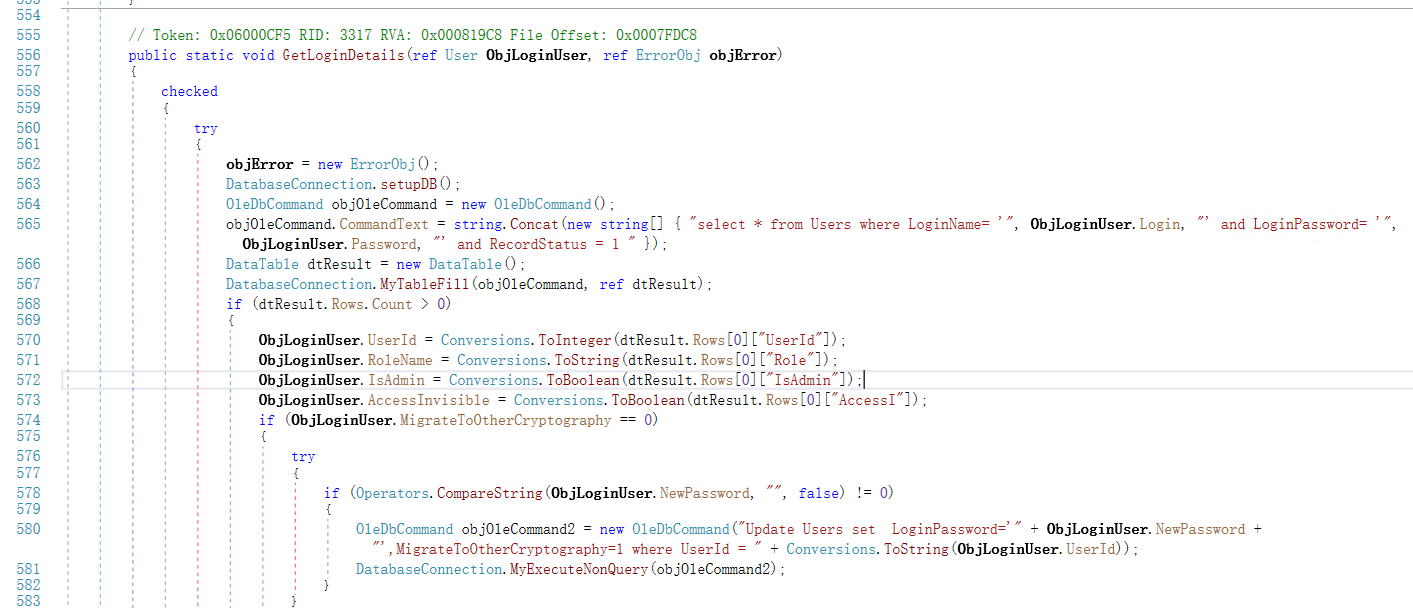 554
555 // Token: 0x06000CF5 RID: 3317 RVA: 0x000819C8 File Offset: 0x0007FDC8
556 public static void GetLoginDetails(ref User ObjLoginUser, ref ErrorObj objError)
557 {
558 checked
559 {
560 try
561 {
562 objError = new ErrorObj();
563 DatabaseConnection.setupDB();
564 OleDbCommand objOleCommand = new OleDbCommand();
565 objOleCommand.CommandText = string.Concat(new string[] { "select * from Users where LoginName= '", ObjLoginUser.Login, "' and LoginPassword= '",
ObjLoginUser.Password, "' and RecordStatus = 1 " });
566 DataTable dtResult = new DataTable();
567 DatabaseConnection.MyTableFill(objOleCommand, ref dtResult);
568 if (dtResult.Rows.Count > 0)
569 {
570 ObjLoginUser.UserId = Conversions.ToInteger(dtResult.Rows[0]["UserId"]);
571 ObjLoginUser.RoleName = Conversions.ToString(dtResult.Rows[0]["Role"]);
572 ObjLoginUser.IsAdmin = Conversions.ToBoolean(dtResult.Rows[0]["IsAdmin"]);
573 ObjLoginUser.AccessInvisible = Conversions.ToBoolean(dtResult.Rows[0]["AccessI"]);
574 if (ObjLoginUser.MigrateToOtherCryptography == 0)
575 {
576 try
577 {
578 if (Operators.CompareString(ObjLoginUser.NewPassword, "", false) != 0)
579 {
580 OleDbCommand objOleCommand2 = new OleDbCommand("Update Users set  LoginPassword='" + ObjLoginUser.NewPassword +
"',MigrateToOtherCryptography=1 where UserId = " + Conversions.ToString(ObjLoginUser.UserId));
581 DatabaseConnection.MyExecuteNonQuery(objOleCommand2);
582 }
583 }